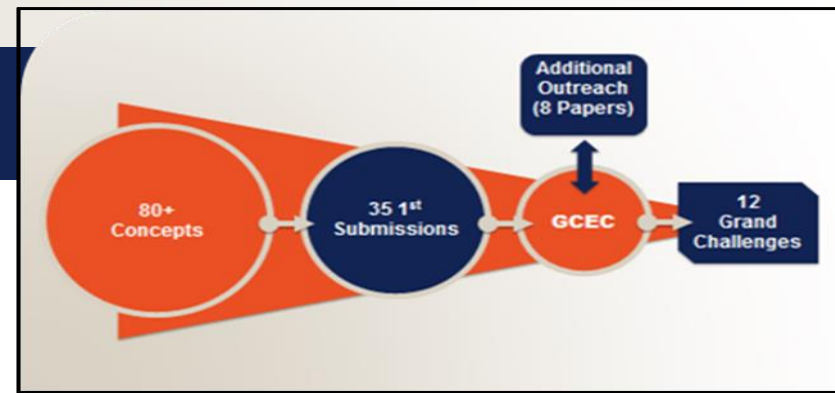 Additional
Outreach
(8 Papers)
80+
Concepts
35 1st
Submissions
GCEC
12
Grand
Challenges